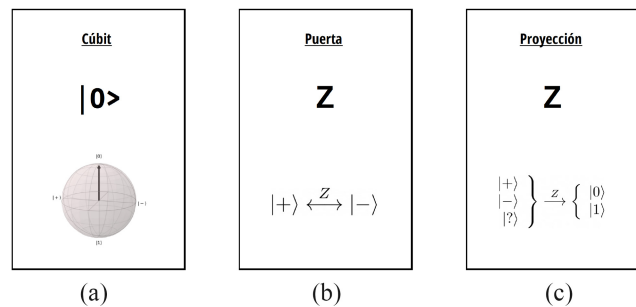 Cúbit
|0>
|0⟩
|+⟩
|−⟩
|1⟩
(a)
Puerta
Z
|+⟩ ⟷ |−⟩
Z
(b)
Proyección
Z
|+⟩
|−⟩
|?⟩
Z
|0⟩
|1⟩
(c)